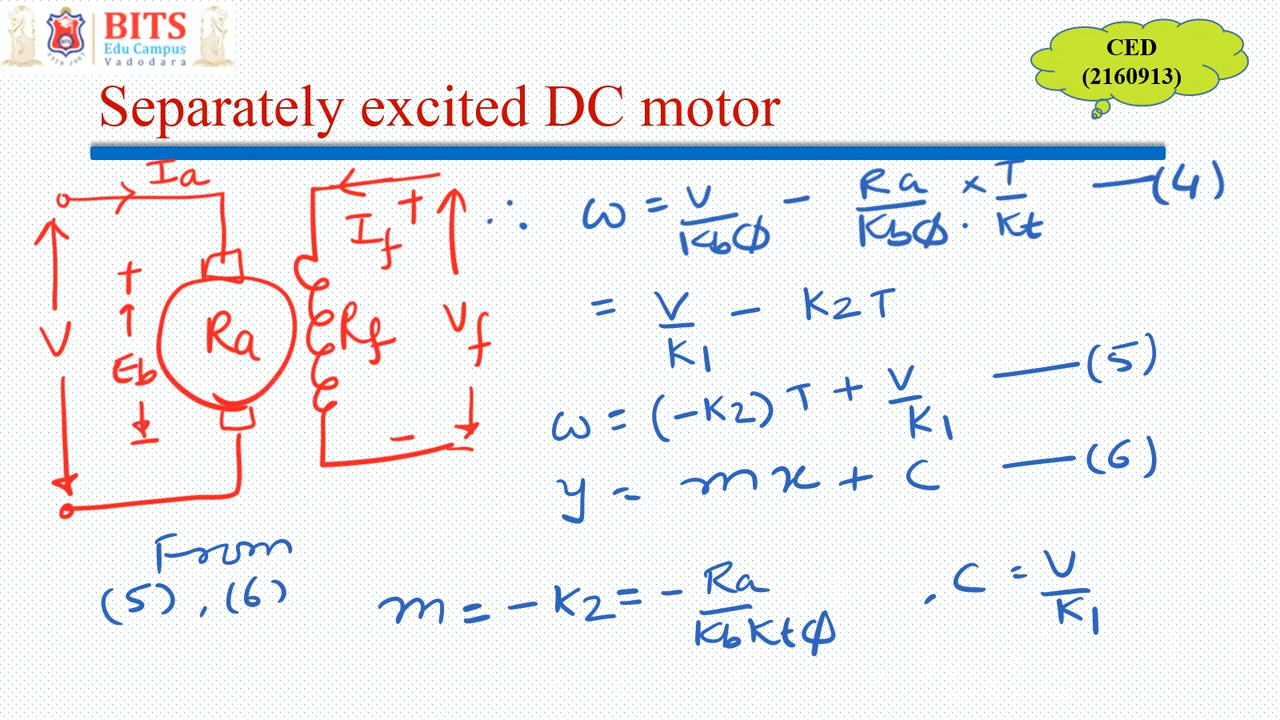 BITS
Edu Campus
Vadodara
CED
(2160913)
Separately excited DC motor
Ia
+
V
Eb
-
Ra
If
+
Rf
Vf
-
∴ ω = V/Kbϕ - Ra/Kbϕ. × T/Kt —(4)
= V/K1 - K2T
ω = (-K2) T + V/K1 —(5)
y = mx + C —(6)
From
(5), (6)
m = -K2 = - Ra/KbKtϕ , C = V/K1